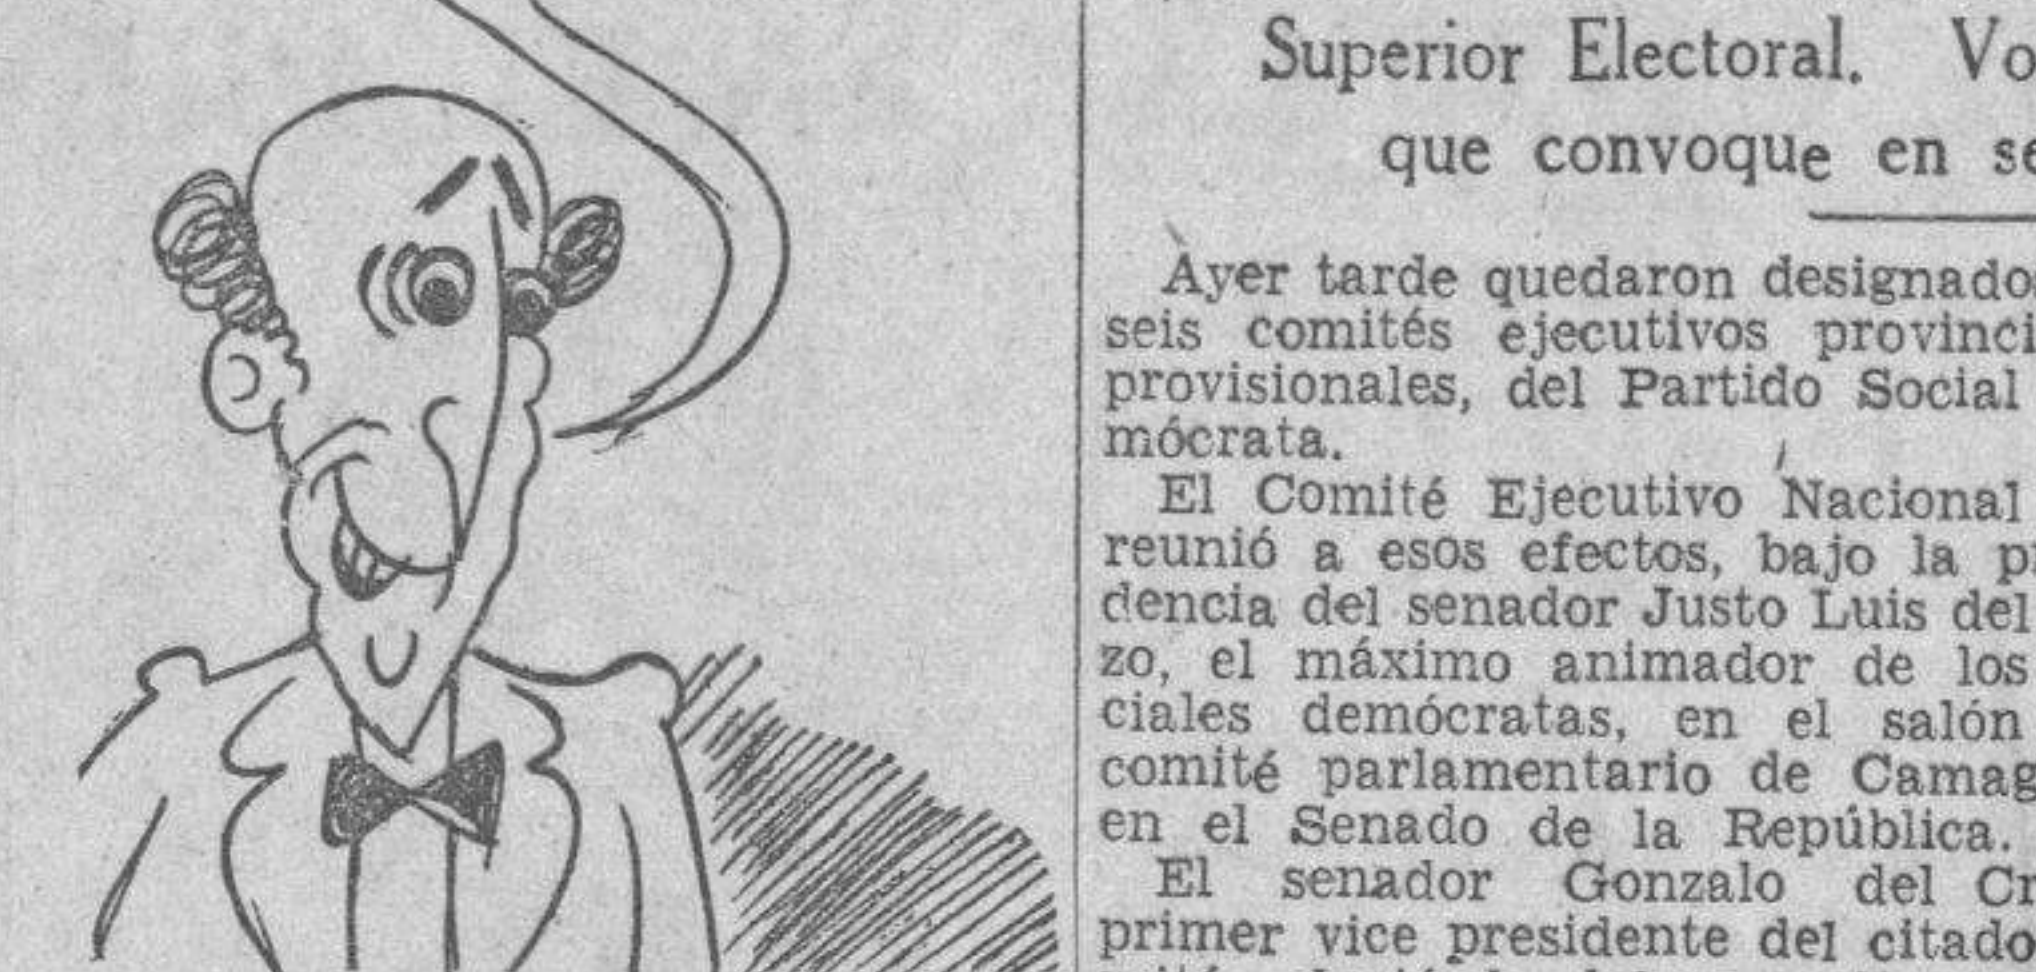 Superior Electoral. Vo
que convoque en se
Ayer tarde quedaron designado
seis comités ejecutivos provinci
provisionales, del Partido Social
mócrata.
El Comité Ejecutivo Nacional
reunió a esos efectos, bajo la p
dencia del senador Justo Luis del
zo, el máximo animador de los
ciales demócratas, en el salón
comité parlamentario de Camag
en el Senado de la República.
El senador Gonzalo del Cr
primer vice presidente del citado